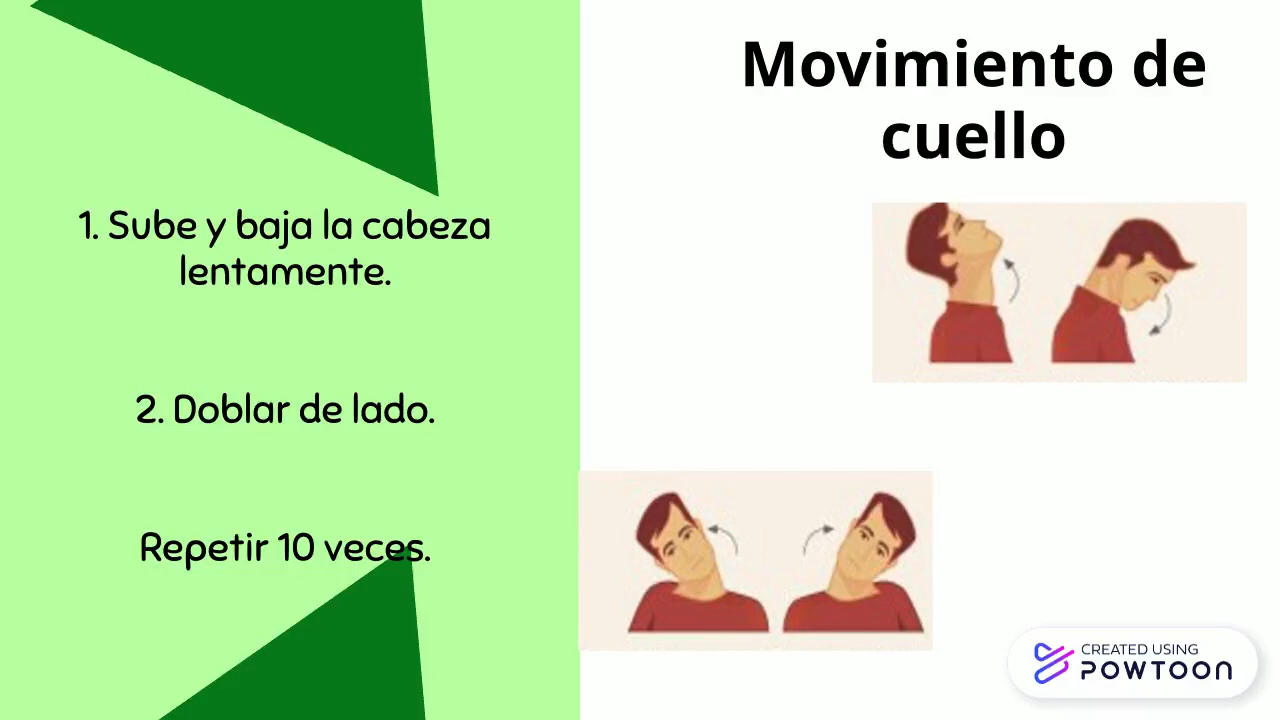 Movimiento de
cuello
1. Sube y baja la cabeza
lentamente.
2. Doblar de lado.
Repetir 10 veces.
CREATED USING
POWTOON